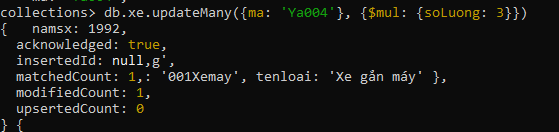 collections> db.xe.updateMany({ma: 'Ya004'}, {$mul: {soLuong: 3}})
{   namsx: 1992,
  acknowledged: true,
  insertedId: null,g',
  matchedCount: 1,: '001Xemay', tenloai: 'Xe gắn máy' },
  modifiedCount: 1,
  upsertedCount: 0
} {